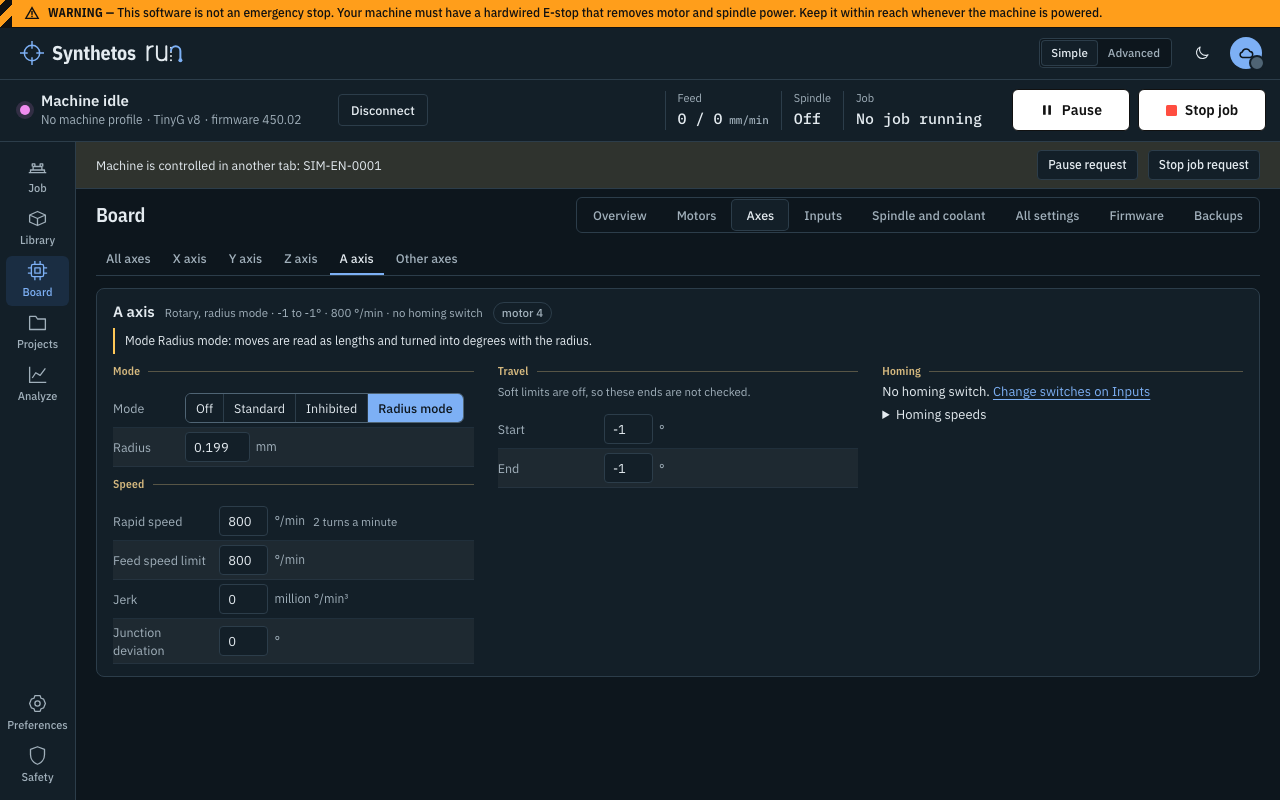 WARNING — This software is not an emergency stop. Your machine must have a hardwired E-stop that removes motor and spindle power. Keep it within reach whenever the machine is powered.
Synthetos run
Simple Advanced
Machine idle
No machine profile · TinyG v8 · firmware 450.02
Disconnect
Feed
0 / 0 mm/min
Spindle
Off
Job
No job running
Pause
Stop job
Job
Library
Board
Projects
Analyze
Preferences
Safety
Machine is controlled in another tab: SIM-EN-0001
Pause request
Stop job request
Board
Overview Motors Axes Inputs Spindle and coolant All settings Firmware Backups
All axes X axis Y axis Z axis A axis Other axes
A axis Rotary, radius mode · -1 to -1° · 800 °/min · no homing switch motor 4
Mode Radius mode: moves are read as lengths and turned into degrees with the radius.
Mode
Mode Off Standard Inhibited Radius mode
Radius 0.199 mm
Speed
Rapid speed 800 °/min 2 turns a minute
Feed speed limit 800 °/min
Jerk 0 million °/min³
Junction deviation 0 °
Travel
Soft limits are off, so these ends are not checked.
Start -1 °
End -1 °
Homing
No homing switch. Change switches on Inputs
Homing speeds